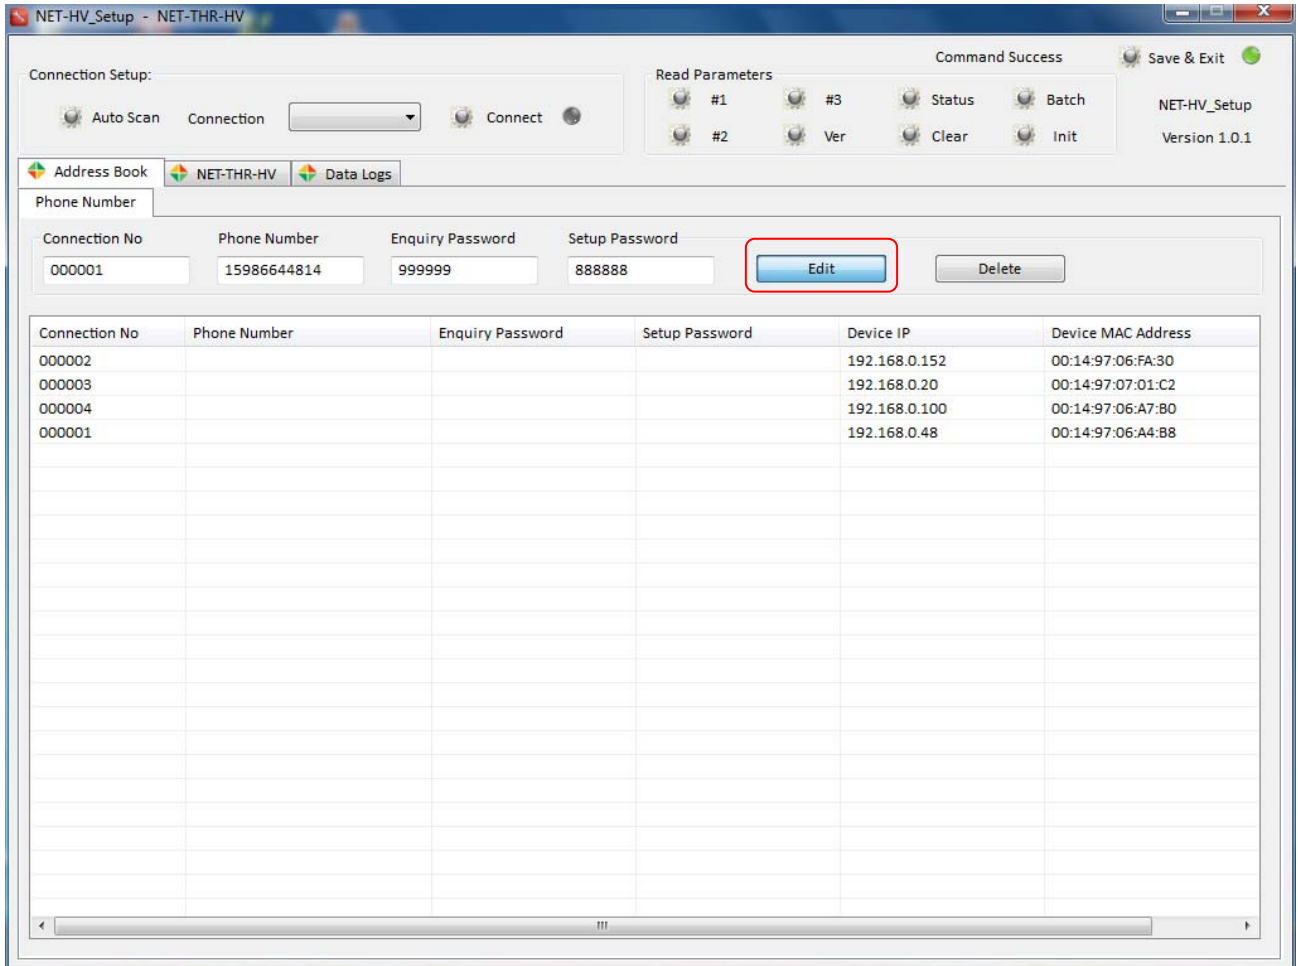 NET-HV_Setup - NET-THR-HV
Command Success
Save & Exit
Connection Setup:
Read Parameters
Auto Scan Connection Connect
#1 #3 Status Batch
NET-HV_Setup
#2 Ver Clear Init
Version 1.0.1
Address Book NET-THR-HV Data Logs
Phone Number
Connection No Phone Number Enquiry Password Setup Password
000001 15986644814 999999 888888 Edit Delete
Connection No Phone Number Enquiry Password Setup Password Device IP Device MAC Address
000002 192.168.0.152 00:14:97:06:FA:30
000003 192.168.0.20 00:14:97:07:01:C2
000004 192.168.0.100 00:14:97:06:A7:B0
000001 192.168.0.48 00:14:97:06:A4:B8